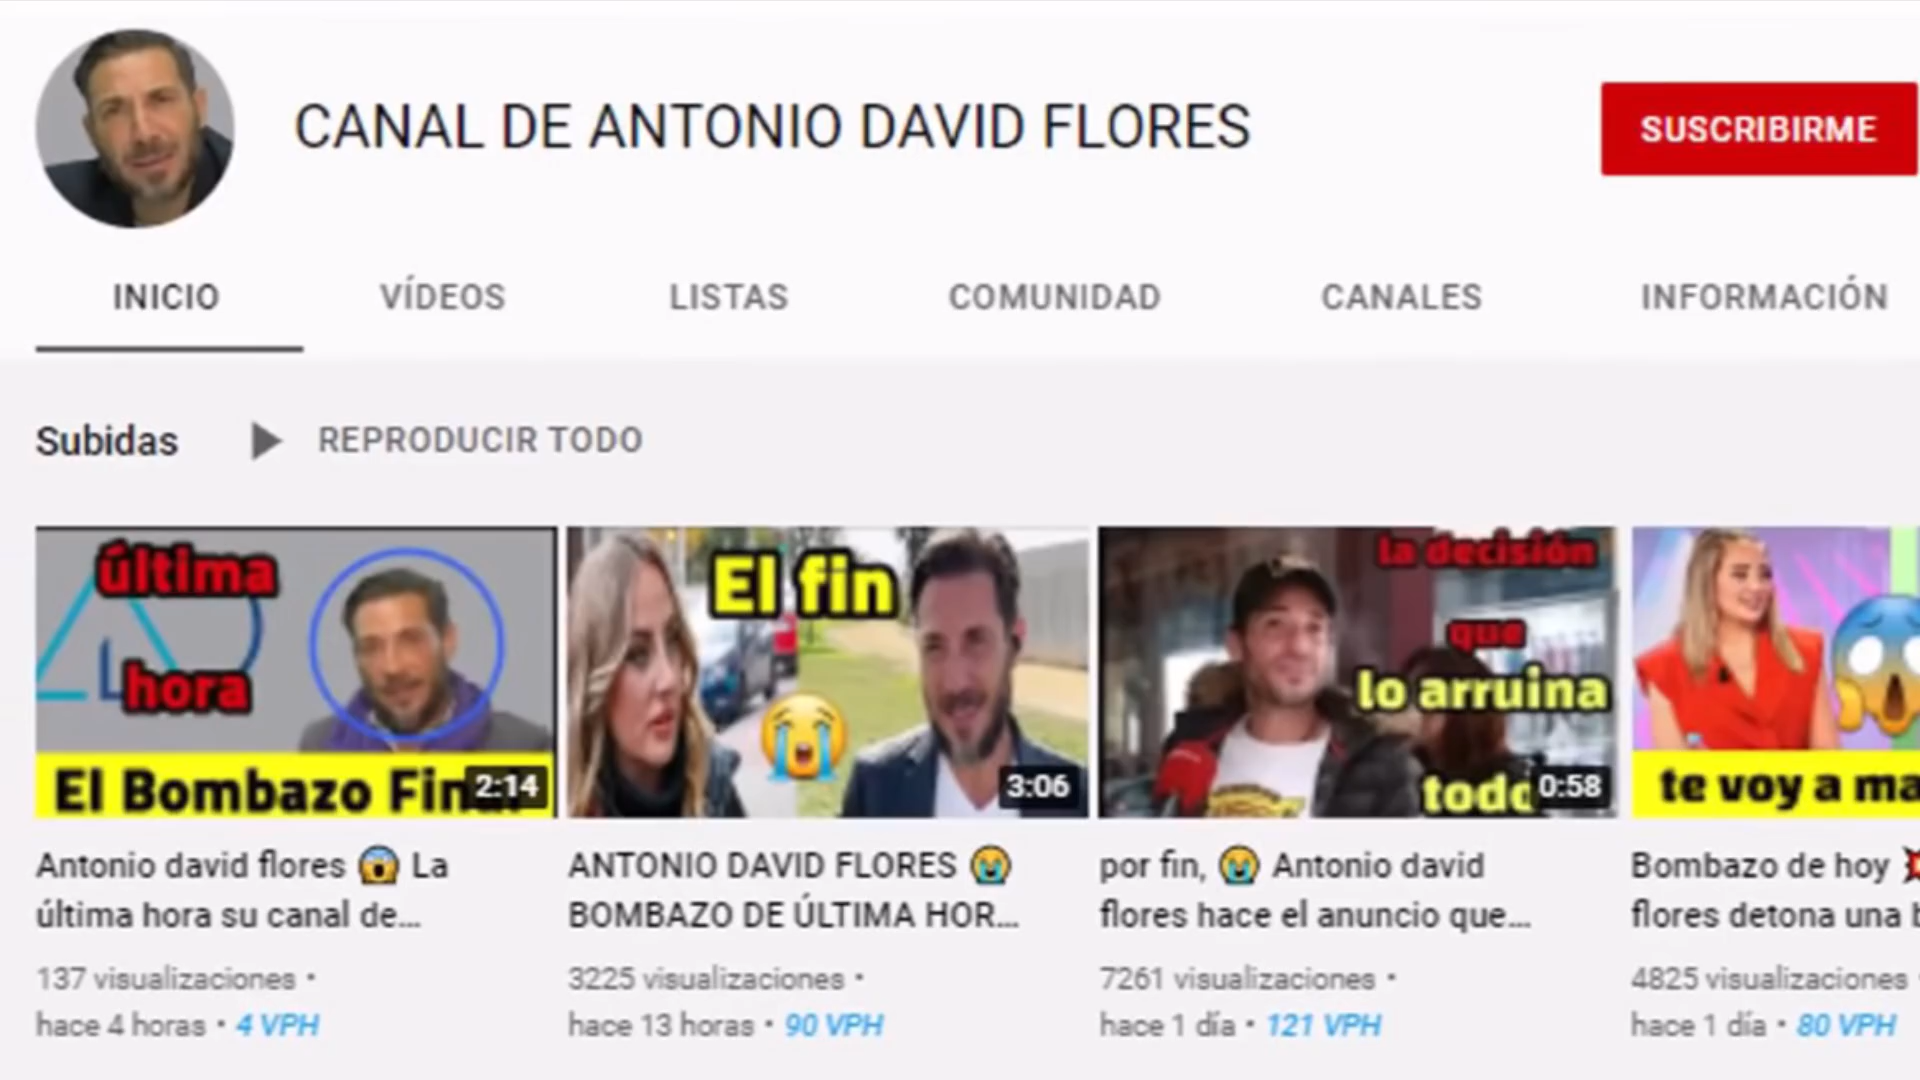 CANAL DE ANTONIO DAVID FLORES
SUSCRIBIRME
INICIO
VÍDEOS
LISTAS
COMUNIDAD
CANALES
INFORMACIÓN
Subidas
REPRODUCIR TODO
última
hora
El Bombazo
2:14
El fin
3:06
la decisión
que
lo arruina
todo
0:58
te voy a
Antonio david flores 😱 La
última hora su canal de...
137 visualizaciones •
hace 4 horas • 4 VPH
ANTONIO DAVID FLORES 😭
BOMBAZO DE ÚLTIMA HOR...
3225 visualizaciones •
hace 13 horas • 90 VPH
por fin, 😭 Antonio david
flores hace el anuncio que...
7261 visualizaciones •
hace 1 día • 121 VPH
Bombazo de hoy 💥
flores detona una
4825 visualizaciones
hace 1 día • 80 VPH